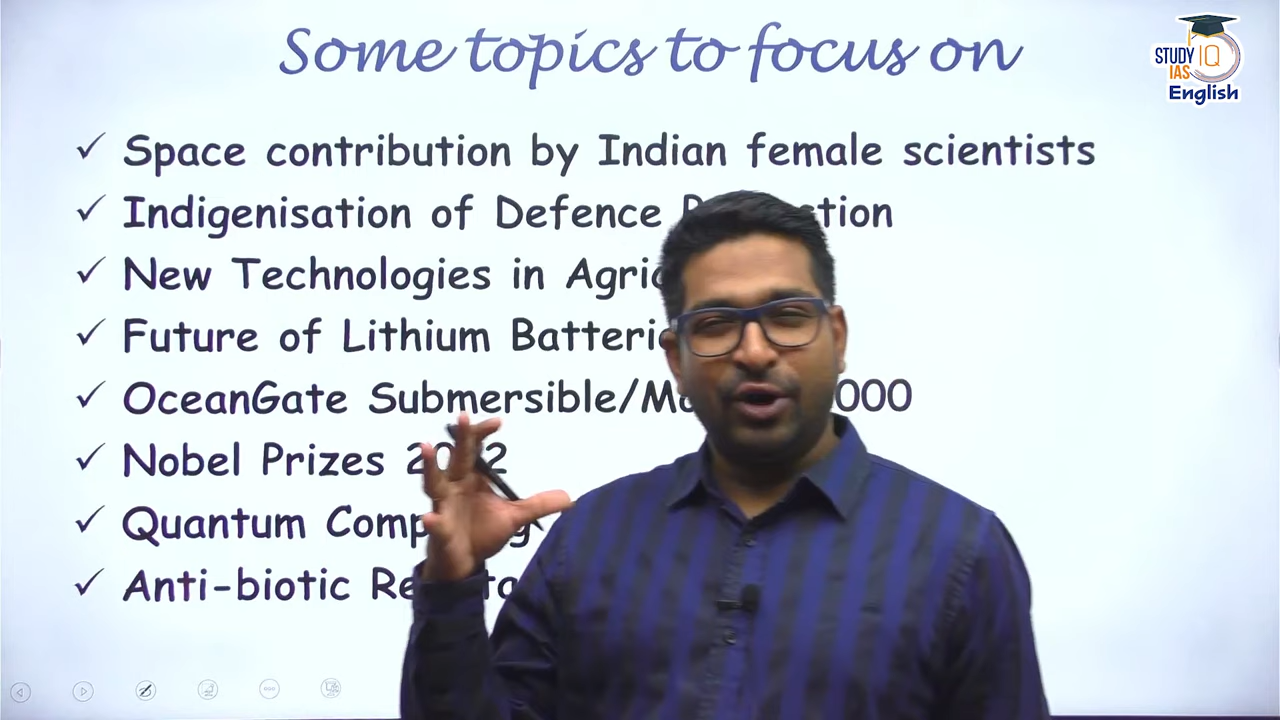 Some topics to focus on
STUDY IQ
IAS
English
✓ Space contribution by Indian female scientists
✓ Indigenisation of Defence
✓ New Technologies in
✓ Future of Lithium
✓ OceanGate Submersible/
✓ Nobel Prizes
✓ Quantum
✓ Anti-biotic